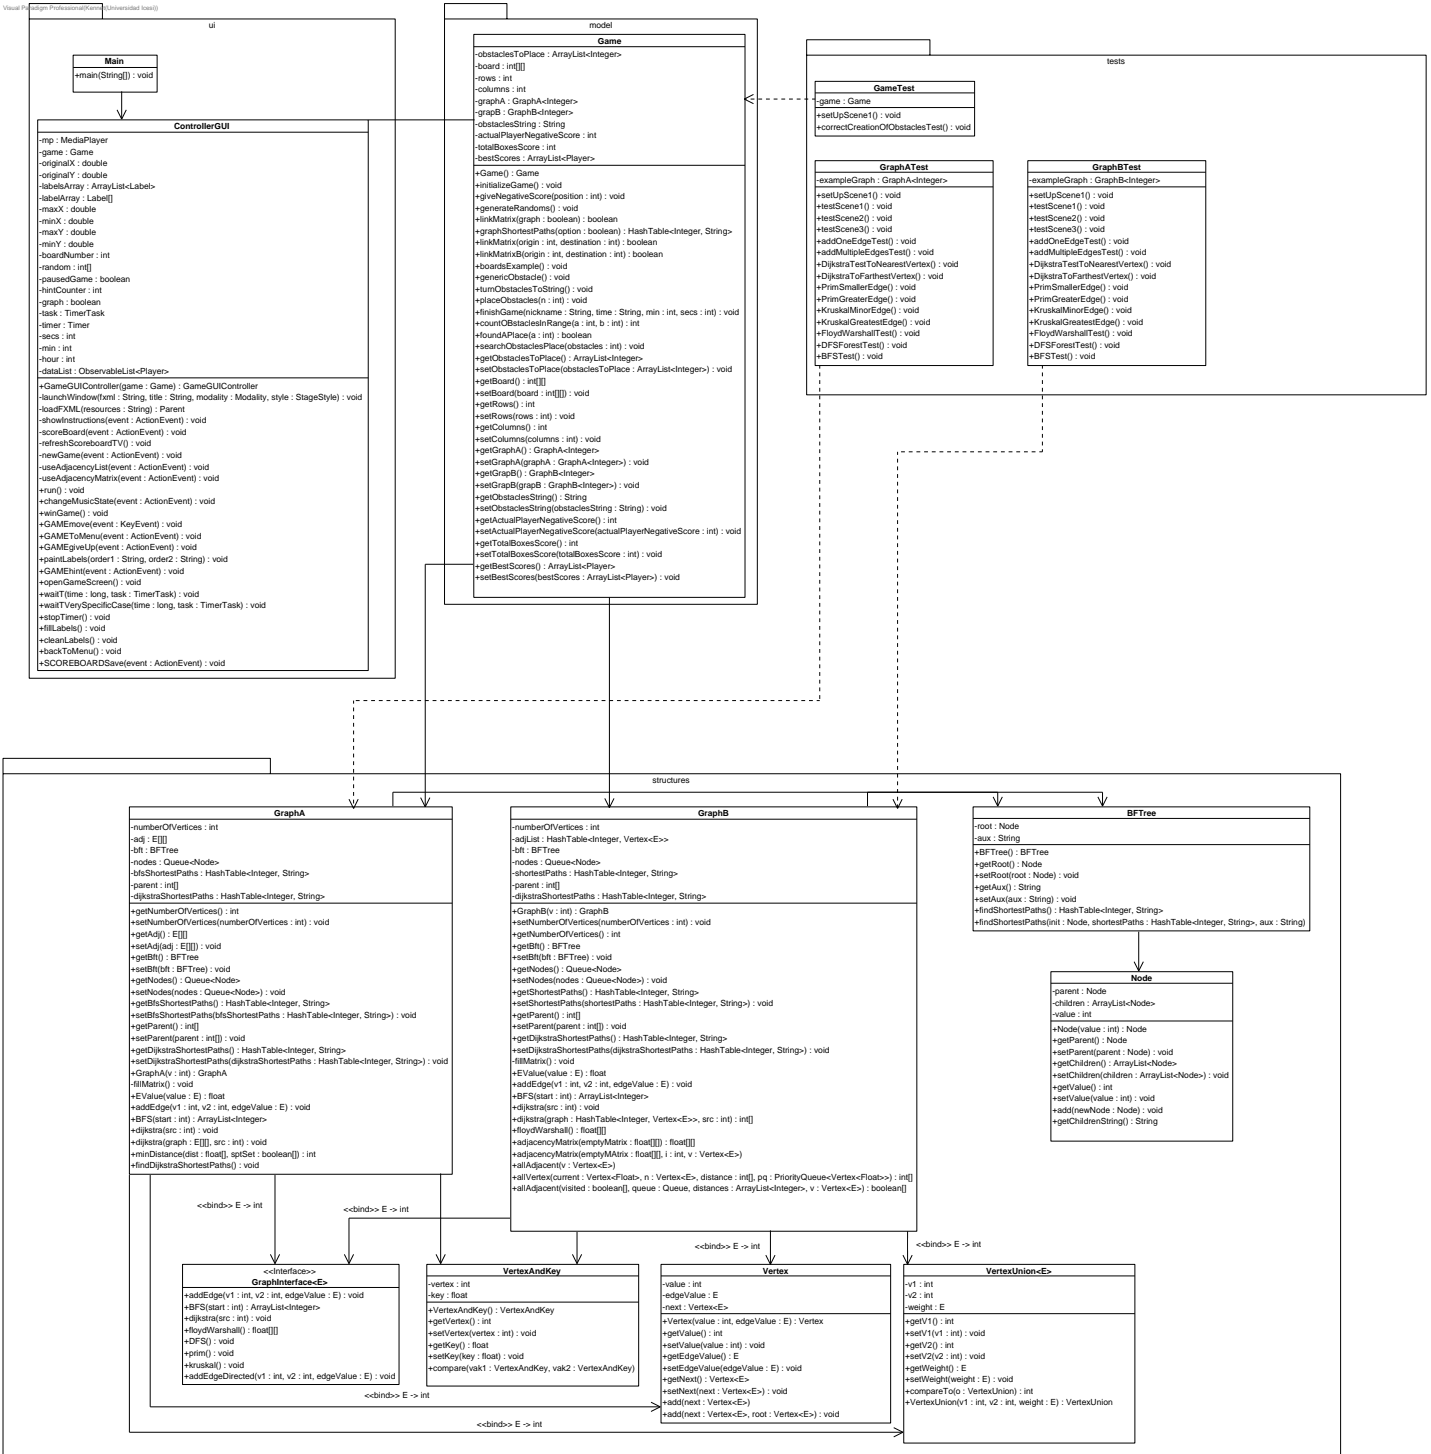 Visual Paradigm Professional(Kenneth(Universidad Icesi))
ui
Main
+main(String[]) : void
ControllerGUI
-mp : MediaPlayer
-game : Game
-originalX : double
-originalY : double
-labelsArray : ArrayList<Label>
-labelArray : Label[]
-maxX : double
-minX : double
-maxY : double
-minY : double
-boardNumber : int
-random : int[]
-pausedGame : boolean
-hintCounter : int
-graph : boolean
-task : TimerTask
-timer : Timer
-secs : int
-min : int
-hour : int
-dataList : ObservableList<Player>
+GameGUIController(game : Game) : GameGUIController
-launchWindow(fxml : String, title : String, modality : Modality, style : StageStyle) : void
-loadFXML(resources : String) : Parent
-showInstructions(event : ActionEvent) : void
-scoreBoard(event : ActionEvent) : void
-refreshScoreboardTV() : void
-newGame(event : ActionEvent) : void
-useAdjacencyList(event : ActionEvent) : void
-useAdjacencyMatrix(event : ActionEvent) : void
+run() : void
+changeMusicState(event : ActionEvent) : void
+winGame() : void
+GAMEmove(event : KeyEvent) : void
+GAMEToMenu(event : ActionEvent) : void
+GAMEgiveUp(event : ActionEvent) : void
+paintLabels(order1 : String, order2 : String) : void
+GAMEhint(event : ActionEvent) : void
+openGameScreen() : void
+waitT(time : long, task : TimerTask) : void
+waitTVerySpecificCase(time : long, task : TimerTask) : void
+stopTimer() : void
+fillLabels() : void
+cleanLabels() : void
+backToMenu() : void
+SCOREBOARDSave(event : ActionEvent) : void
model
Game
-obstaclesToPlace : ArrayList<Integer>
-board : int[][]
-rows : int
-columns : int
-graphA : GraphA<Integer>
-grapB : GraphB<Integer>
-obstaclesString : String
-actualPlayerNegativeScore : int
-totalBoxesScore : int
-bestScores : ArrayList<Player>
+Game() : Game
+initializeGame() : void
+giveNegativeScore(position : int) : void
+generateRandoms() : void
+linkMatrix(graph : boolean) : boolean
+graphShortestPaths(option : boolean) : HashTable<Integer, String>
+linkMatrix(origin : int, destination : int) : boolean
+linkMatrixB(origin : int, destination : int) : boolean
+boardsExample() : void
+genericObstacle() : void
+turnObstaclesToString() : void
+placeObstacles(n : int) : void
+finishGame(nickname : String, time : String, min : int, secs : int) : void
+countOBstaclesInRange(a : int, b : int) : int
+foundAPlace(a : int) : boolean
+searchObstaclesPlace(obstacles : int) : void
+getObstaclesToPlace() : ArrayList<Integer>
+setObstaclesToPlace(obstaclesToPlace : ArrayList<Integer>) : void
+getBoard() : int[][]
+setBoard(board : int[][]) : void
+getRows() : int
+setRows(rows : int) : void
+getColumns() : int
+setColumns(columns : int) : void
+getGraphA() : GraphA<Integer>
+setGraphA(graphA : GraphA<Integer>) : void
+getGrapB() : GraphB<Integer>
+setGrapB(grapB : GraphB<Integer>) : void
+getObstaclesString() : String
+setObstaclesString(obstaclesString : String) : void
+getActualPlayerNegativeScore() : int
+setActualPlayerNegativeScore(actualPlayerNegativeScore : int) : void
+getTotalBoxesScore() : int
+setTotalBoxesScore(totalBoxesScore : int) : void
+getBestScores() : ArrayList<Player>
+setBestScores(bestScores : ArrayList<Player>) : void
tests
GameTest
-game : Game
+setUpScene1() : void
+correctCreationOfObstaclesTest() : void
GraphATest
-exampleGraph : GraphA<Integer>
+setUpScene1() : void
+testScene1() : void
+testScene2() : void
+testScene3() : void
+addOneEdgeTest() : void
+addMultipleEdgesTest() : void
+DijkstraTestToNearestVertex() : void
+DijkstraToFarthestVertex() : void
+PrimSmallerEdge() : void
+PrimGreaterEdge() : void
+KruskalMinorEdge() : void
+KruskalGreatestEdge() : void
+FloydWarshallTest() : void
+DFSForestTest() : void
+BFSTest() : void
GraphBTest
-exampleGraph : GraphB<Integer>
+setUpScene1() : void
+testScene1() : void
+testScene2() : void
+testScene3() : void
+addOneEdgeTest() : void
+addMultipleEdgesTest() : void
+DijkstraTestToNearestVertex() : void
+DijkstraToFarthestVertex() : void
+PrimSmallerEdge() : void
+PrimGreaterEdge() : void
+KruskalMinorEdge() : void
+KruskalGreatestEdge() : void
+FloydWarshallTest() : void
+DFSForestTest() : void
+BFSTest() : void
structures
GraphA
-numberOfVertices : int
-adj : E[][]
-bft : BFTree
-nodes : Queue<Node>
-bfsShortestPaths : HashTable<Integer, String>
-parent : int[]
-dijkstraShortestPaths : HashTable<Integer, String>
+getNumberOfVertices() : int
+setNumberOfVertices(numberOfVertices : int) : void
+getAdj() : E[][]
+setAdj(adj : E[][]) : void
+getBft() : BFTree
+setBft(bft : BFTree) : void
+getNodes() : Queue<Node>
+setNodes(nodes : Queue<Node>) : void
+getBfsShortestPaths() : HashTable<Integer, String>
+setBfsShortestPaths(bfsShortestPaths : HashTable<Integer, String>) : void
+getParent() : int[]
+setParent(parent : int[]) : void
+getDijkstraShortestPaths() : HashTable<Integer, String>
+setDijkstraShortestPaths(dijkstraShortestPaths : HashTable<Integer, String>) : void
+GraphA(v : int) : GraphA
-fillMatrix() : void
+EValue(value : E) : float
+addEdge(v1 : int, v2 : int, edgeValue : E) : void
+BFS(start : int) : ArrayList<Integer>
+dijkstra(src : int) : void
+dijkstra(graph : E[][], src : int) : void
+minDistance(dist : float[], sptSet : boolean[]) : int
+findDijkstraShortestPaths() : void
GraphB
-numberOfVertices : int
-adjList : HashTable<Integer, Vertex<E>>
-bft : BFTree
-nodes : Queue<Node>
-shortestPaths : HashTable<Integer, String>
-parent : int[]
-dijkstraShortestPaths : HashTable<Integer, String>
+GraphB(v : int) : GraphB
+setNumberOfVertices(numberOfVertices : int) : void
+getNumberOfVertices() : int
+getBft() : BFTree
+setBft(bft : BFTree) : void
+getNodes() : Queue<Node>
+setNodes(nodes : Queue<Node>) : void
+getShortestPaths() : HashTable<Integer, String>
+setShortestPaths(shortestPaths : HashTable<Integer, String>) : void
+getParent() : int[]
+setParent(parent : int[]) : void
+getDijkstraShortestPaths() : HashTable<Integer, String>
+setDijkstraShortestPaths(dijkstraShortestPaths : HashTable<Integer, String>) : void
-fillMatrix() : void
+EValue(value : E) : float
+addEdge(v1 : int, v2 : int, edgeValue : E) : void
+BFS(start : int) : ArrayList<Integer>
+dijkstra(src : int) : void
+dijkstra(graph : HashTable<Integer, Vertex<E>>, src : int) : int[]
+floydWarshall() : float[][]
+adjacencyMatrix(emptyMatrix : float[][]) : float[][]
+adjacencyMatrix(emptyMAtrix : float[][], i : int, v : Vertex<E>)
+allAdjacent(v : Vertex<E>)
+allVertex(current : Vertex<Float>, n : Vertex<E>, distance : int[], pq : PriorityQueue<Vertex<Float>>) : int[]
+allAdjacent(visited : boolean[], queue : Queue, distances : ArrayList<Integer>, v : Vertex<E>) : boolean[]
BFTree
-root : Node
-aux : String
+BFTree() : BFTree
+getRoot() : Node
+setRoot(root : Node) : void
+getAux() : String
+setAux(aux : String) : void
+findShortestPaths() : HashTable<Integer, String>
+findShortestPaths(init : Node, shortestPaths : HashTable<Integer, String>, aux : String)
Node
-parent : Node
-children : ArrayList<Node>
-value : int
+Node(value : int) : Node
+getParent() : Node
+setParent(parent : Node) : void
+getChildren() : ArrayList<Node>
+setChildren(children : ArrayList<Node>) : void
+getValue() : int
+setValue(value : int) : void
+add(newNode : Node) : void
+getChildrenString() : String
<<bind>> E -> int
<<bind>> E -> int
<<bind>> E -> int
<<bind>> E -> int
<<Interface>>
GraphInterface<E>
+addEdge(v1 : int, v2 : int, edgeValue : E) : void
+BFS(start : int) : ArrayList<Integer>
+dijkstra(src : int) : void
+floydWarshall() : float[][]
+DFS() : void
+prim() : void
+kruskal() : void
+addEdgeDirected(v1 : int, v2 : int, edgeValue : E) : void
VertexAndKey
-vertex : int
-key : float
+VertexAndKey() : VertexAndKey
+getVertex() : int
+setVertex(vertex : int) : void
+getKey() : float
+setKey(key : float) : void
+compare(vak1 : VertexAndKey, vak2 : VertexAndKey)
Vertex
-value : int
-edgeValue : E
-next : Vertex<E>
+Vertex(value : int, edgeValue : E) : Vertex
+getValue() : int
+setValue(value : int) : void
+getEdgeValue() : E
+setEdgeValue(edgeValue : E) : void
+getNext() : Vertex<E>
+setNext(next : Vertex<E>) : void
+add(next : Vertex<E>)
+add(next : Vertex<E>, root : Vertex<E>) : void
VertexUnion<E>
-v1 : int
-v2 : int
-weight : E
+getV1() : int
+setV1(v1 : int) : void
+getV2() : int
+setV2(v2 : int) : void
+getWeight() : E
+setWeight(weight : E) : void
+compareTo(o : VertexUnion) : int
+VertexUnion(v1 : int, v2 : int, weight : E) : VertexUnion
<<bind>> E -> int
<<bind>> E -> int